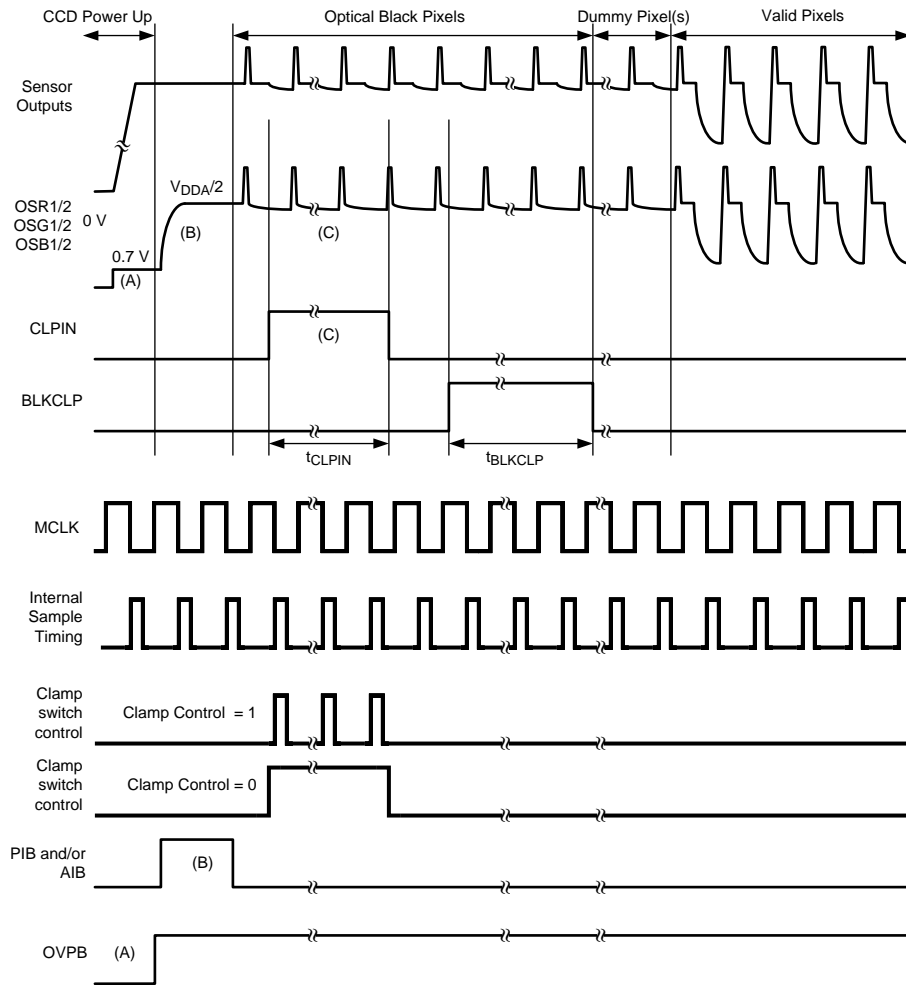 CCD Power Up
Optical Black Pixels
Dummy Pixel(s)
Valid Pixels
Sensor
Outputs
VDDA/2
OSR1/2
OSG1/2
OSB1/2
0 V
(B)
(C)
0.7 V
(A)
CLPIN
(C)
BLKCLP
tCLPIN
tBLKCLP
MCLK
Internal
Sample
Timing
Clamp
switch
control
Clamp Control = 1
Clamp
switch
control
Clamp Control = 0
PIB and/or
AIB
(B)
OVPB
(A)